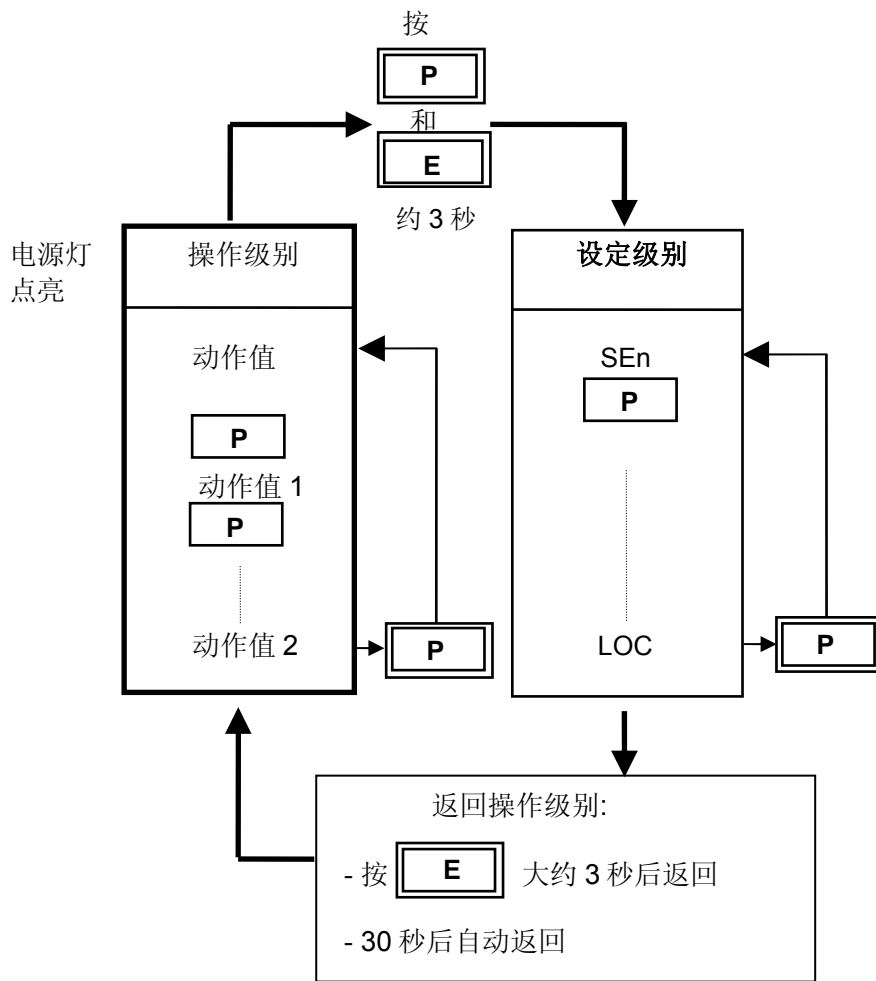 按
P
和
E
约 3 秒
电源灯
点亮
操作级别
动作值
P
动作值 1
P
动作值 2
P
设定级别
SEn
P
LOC
P
返回操作级别:
- 按 E 大约 3 秒后返回
- 30 秒后自动返回